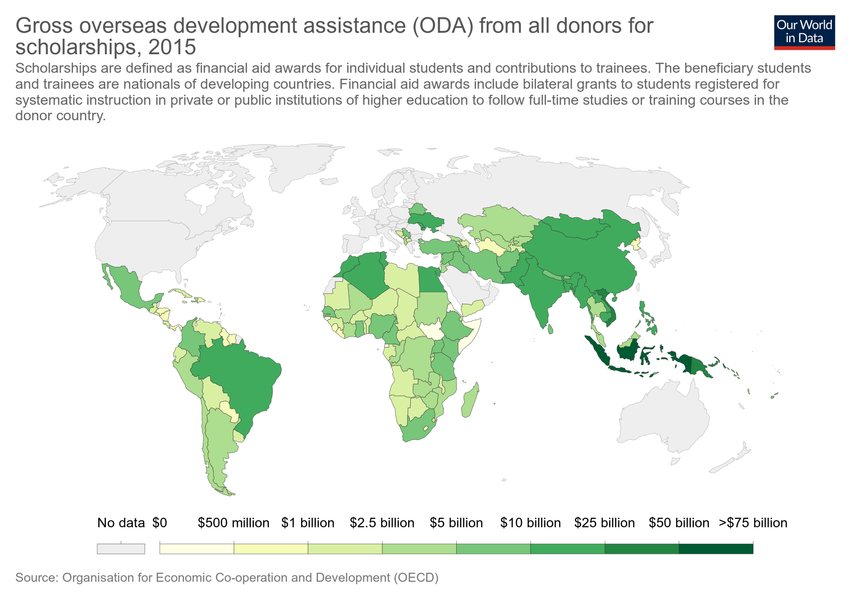 Gross overseas development assistance (ODA) from all donors for
scholarships, 2015
Our World
in Data
Scholarships are defined as financial aid awards for individual students and contributions to trainees. The beneficiary students
and trainees are nationals of developing countries. Financial aid awards include bilateral grants to students registered for
systematic instruction in private or public institutions of higher education to follow full-time studies or training courses in the
donor country.
No data $0 $500 million $1 billion $2.5 billion $5 billion $10 billion $25 billion $50 billion >$75 billion
Source: Organisation for Economic Co-operation and Development (OECD)